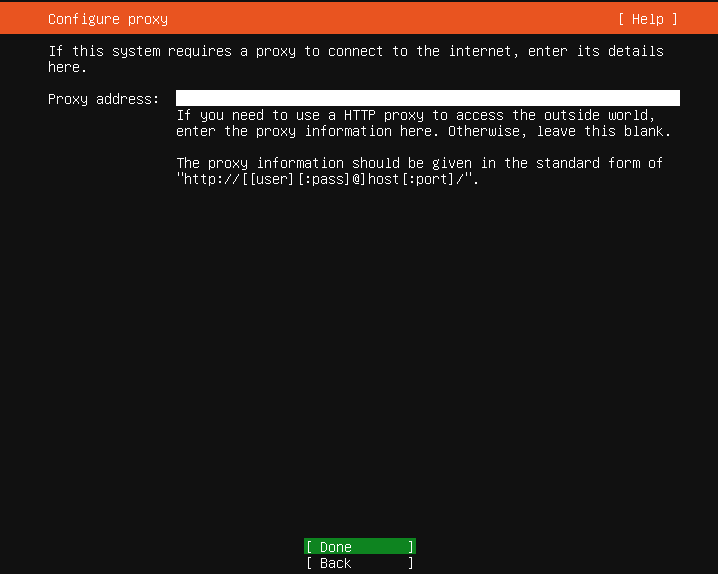 Configure proxy [ Help ]
If this system requires a proxy to connect to the internet, enter its details
here.
Proxy address:
If you need to use a HTTP proxy to access the outside world,
enter the proxy information here. Otherwise, leave this blank.
The proxy information should be given in the standard form of
"http://[[user][:pass]@]host[:port]/".
[ Done ]
[ Back ]